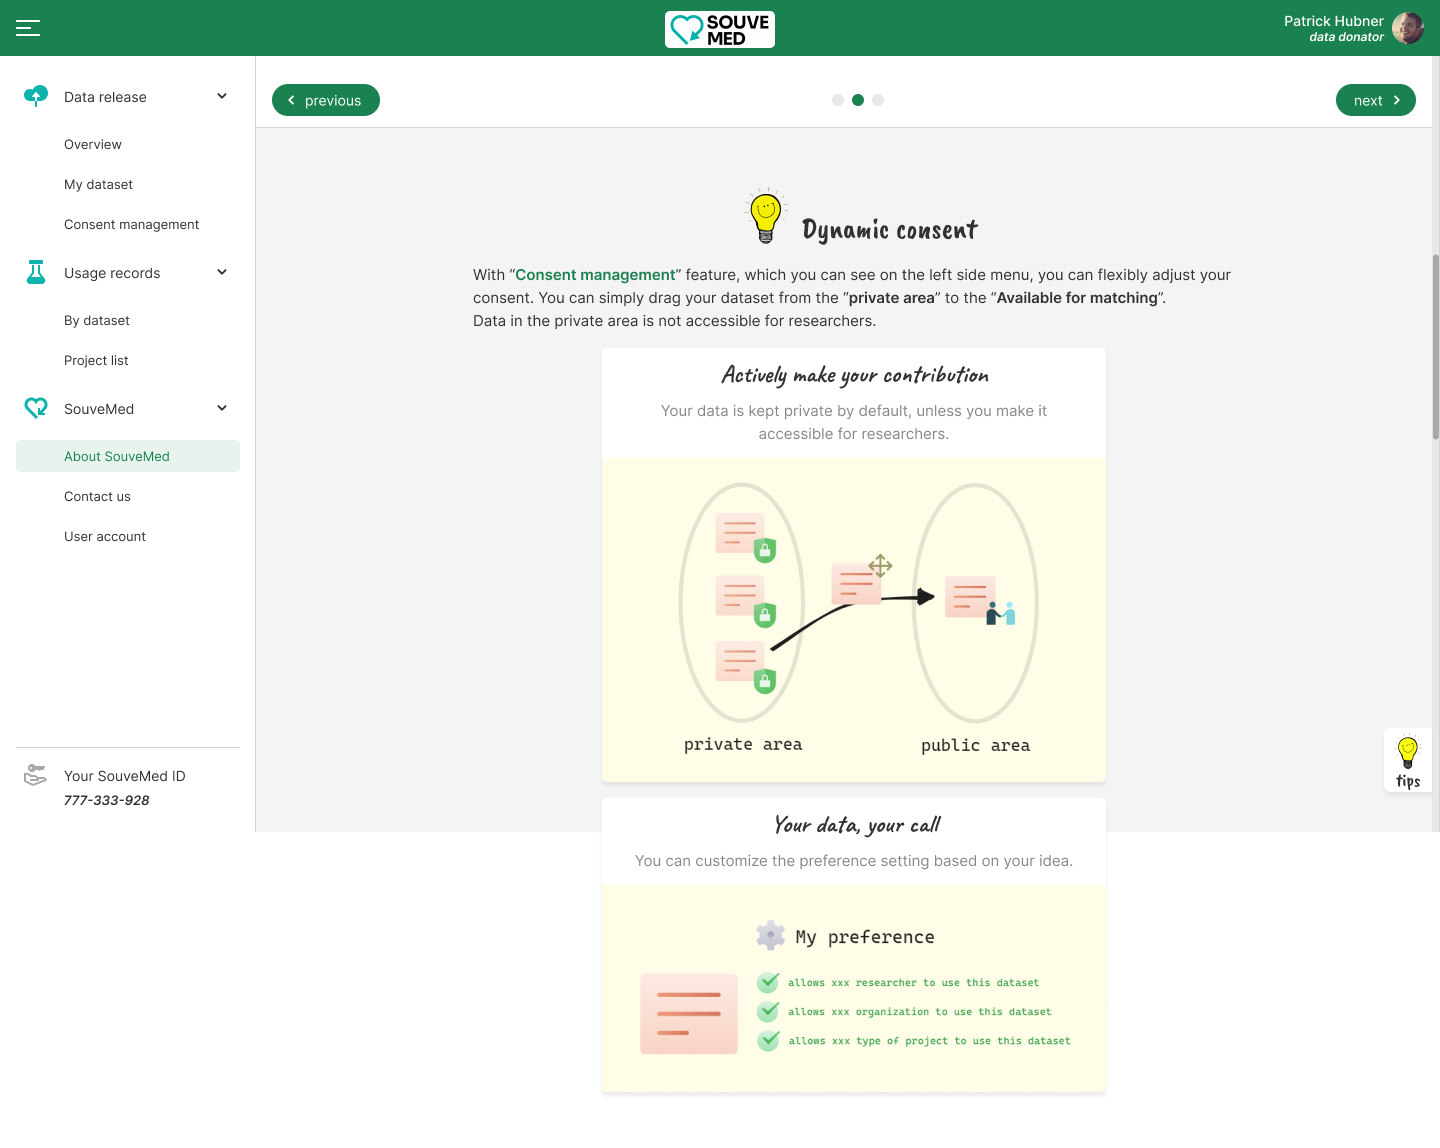 SOUVE
MED
Patrick Hubner
data donator
Data release
Overview
My dataset
Consent management
Usage records
By dataset
Project list
SouveMed
About SouveMed
Contact us
User account
Your SouveMed ID
777-333-928
previous
next
Dynamic consent
With “Consent management” feature, which you can see on the left side menu, you can flexibly adjust your
consent. You can simply drag your dataset from the “private area” to the “Available for matching”.
Data in the private area is not accessible for researchers.
Actively make your contribution
Your data is kept private by default, unless you make it
accessible for researchers.
private area
public area
tips
Your data, your call
You can customize the preference setting based on your idea.
My preference
allows xxx researcher to use this dataset
allows xxx organization to use this dataset
allows xxx type of project to use this dataset